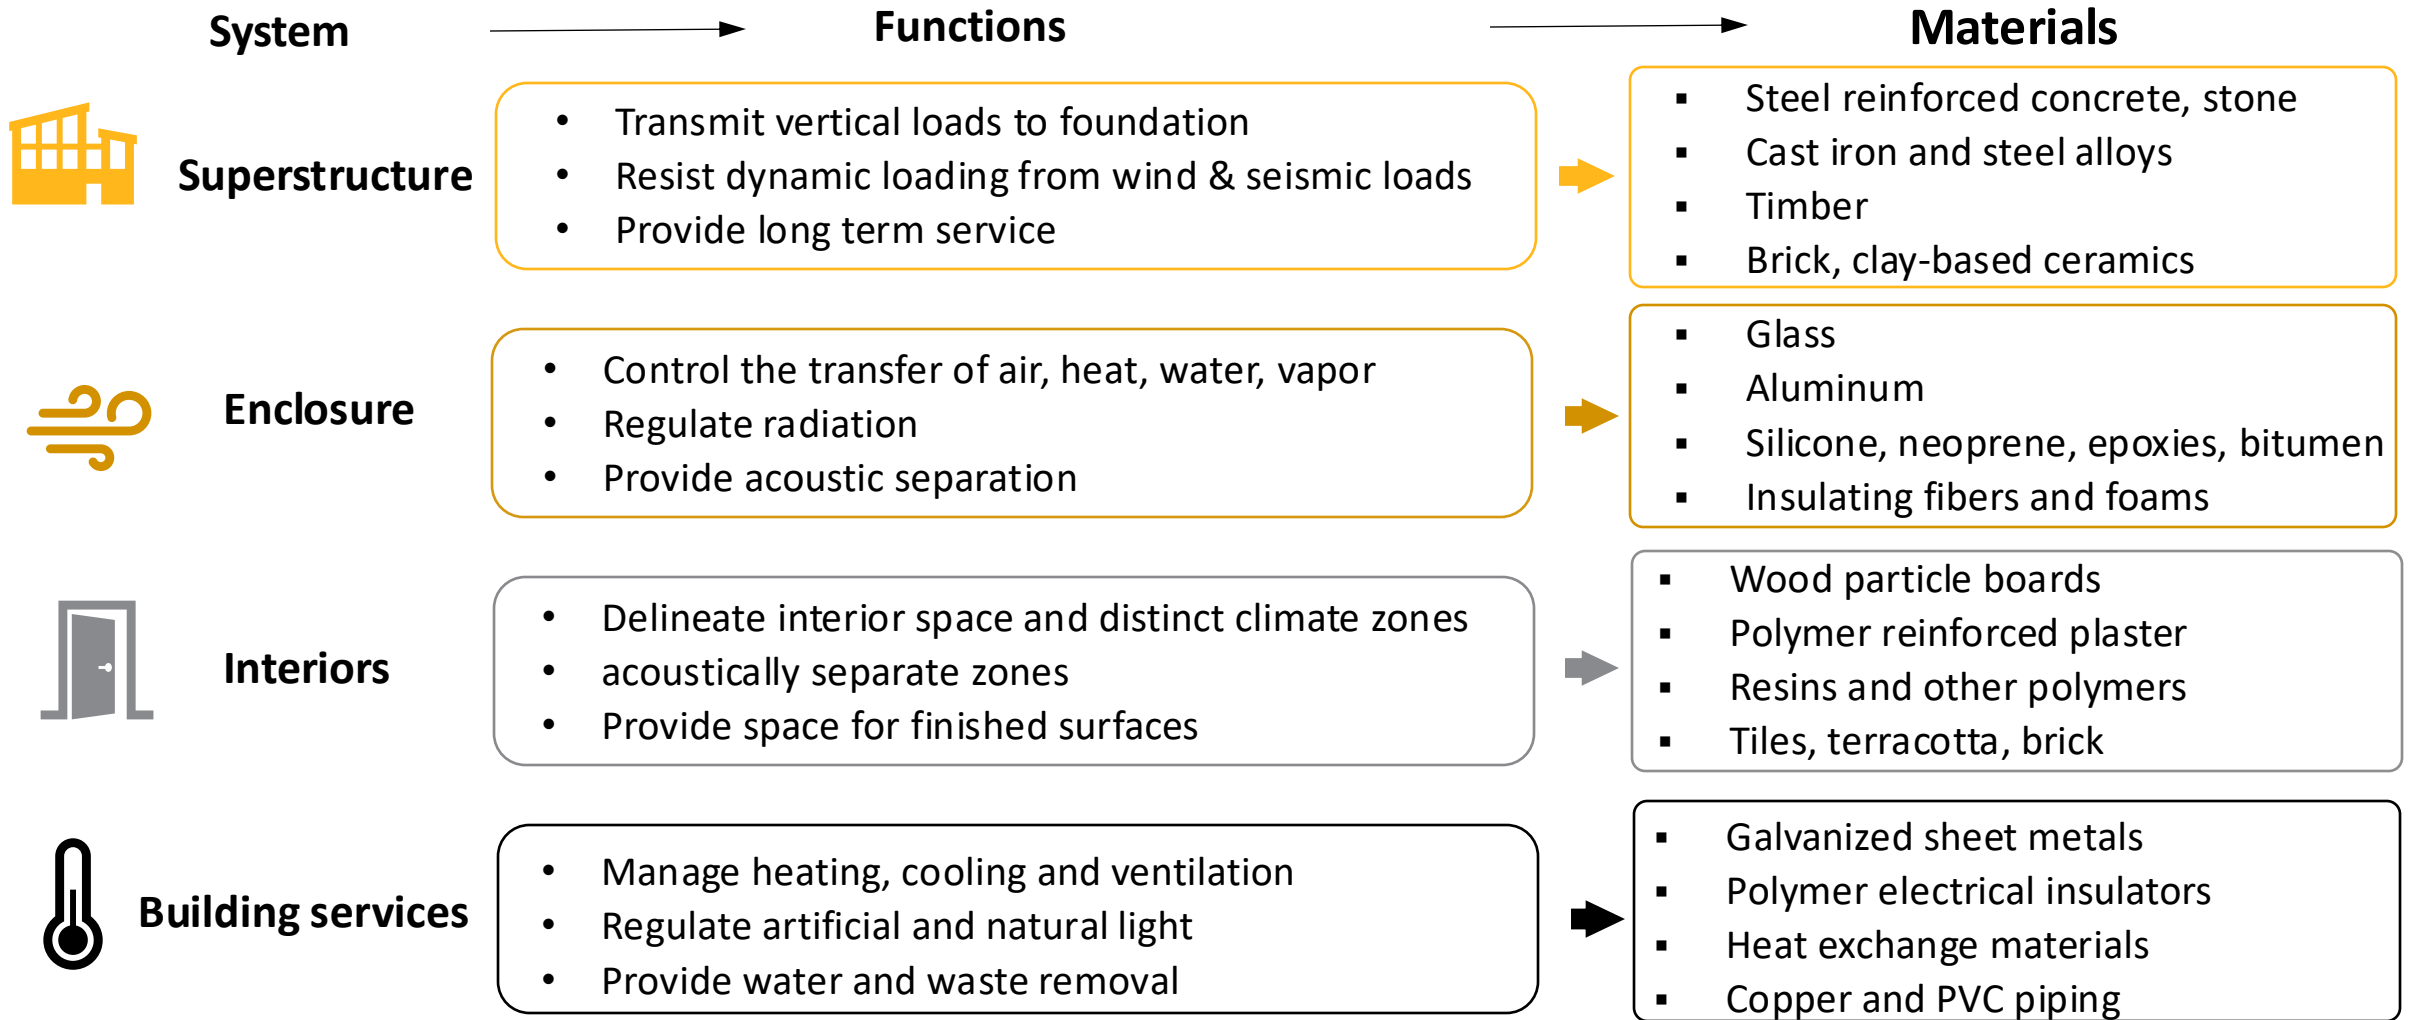 System
Functions
Materials
Superstructure
• Transmit vertical loads to foundation
• Resist dynamic loading from wind & seismic loads
• Provide long term service
▪ Steel reinforced concrete, stone
▪ Cast iron and steel alloys
▪ Timber
▪ Brick, clay-based ceramics
Enclosure
• Control the transfer of air, heat, water, vapor
• Regulate radiation
• Provide acoustic separation
▪ Glass
▪ Aluminum
▪ Silicone, neoprene, epoxies, bitumen
▪ Insulating fibers and foams
Interiors
• Delineate interior space and distinct climate zones
• acoustically separate zones
• Provide space for finished surfaces
▪ Wood particle boards
▪ Polymer reinforced plaster
▪ Resins and other polymers
▪ Tiles, terracotta, brick
Building services
• Manage heating, cooling and ventilation
• Regulate artificial and natural light
• Provide water and waste removal
▪ Galvanized sheet metals
▪ Polymer electrical insulators
▪ Heat exchange materials
▪ Copper and PVC piping